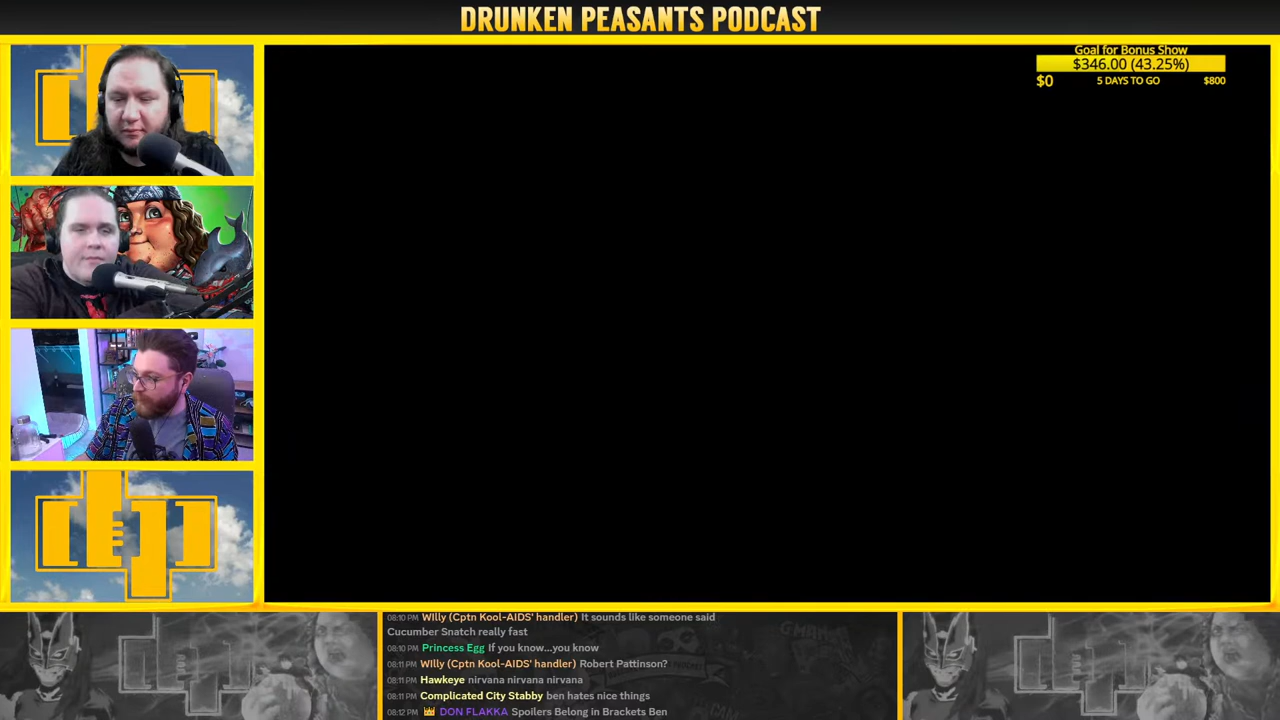 DRUNKEN PEASANTS PODCAST
Goal for Bonus Show
$346.00 (43.25%)
$0 5 DAYS TO GO $800
08:10 PM WIlly (Cptn Kool-AIDS' handler) It sounds like someone said
Cucumber Snatch really fast
08:10 PM Princess Egg If you know...you know
08:11 PM WIlly (Cptn Kool-AIDS' handler) Robert Pattinson?
08:11 PM Hawkeye nirvana nirvana nirvana
08:11 PM Complicated City Stabby ben hates nice things
08:12 PM DON FLAKKA Spoilers Belong in Brackets Ben